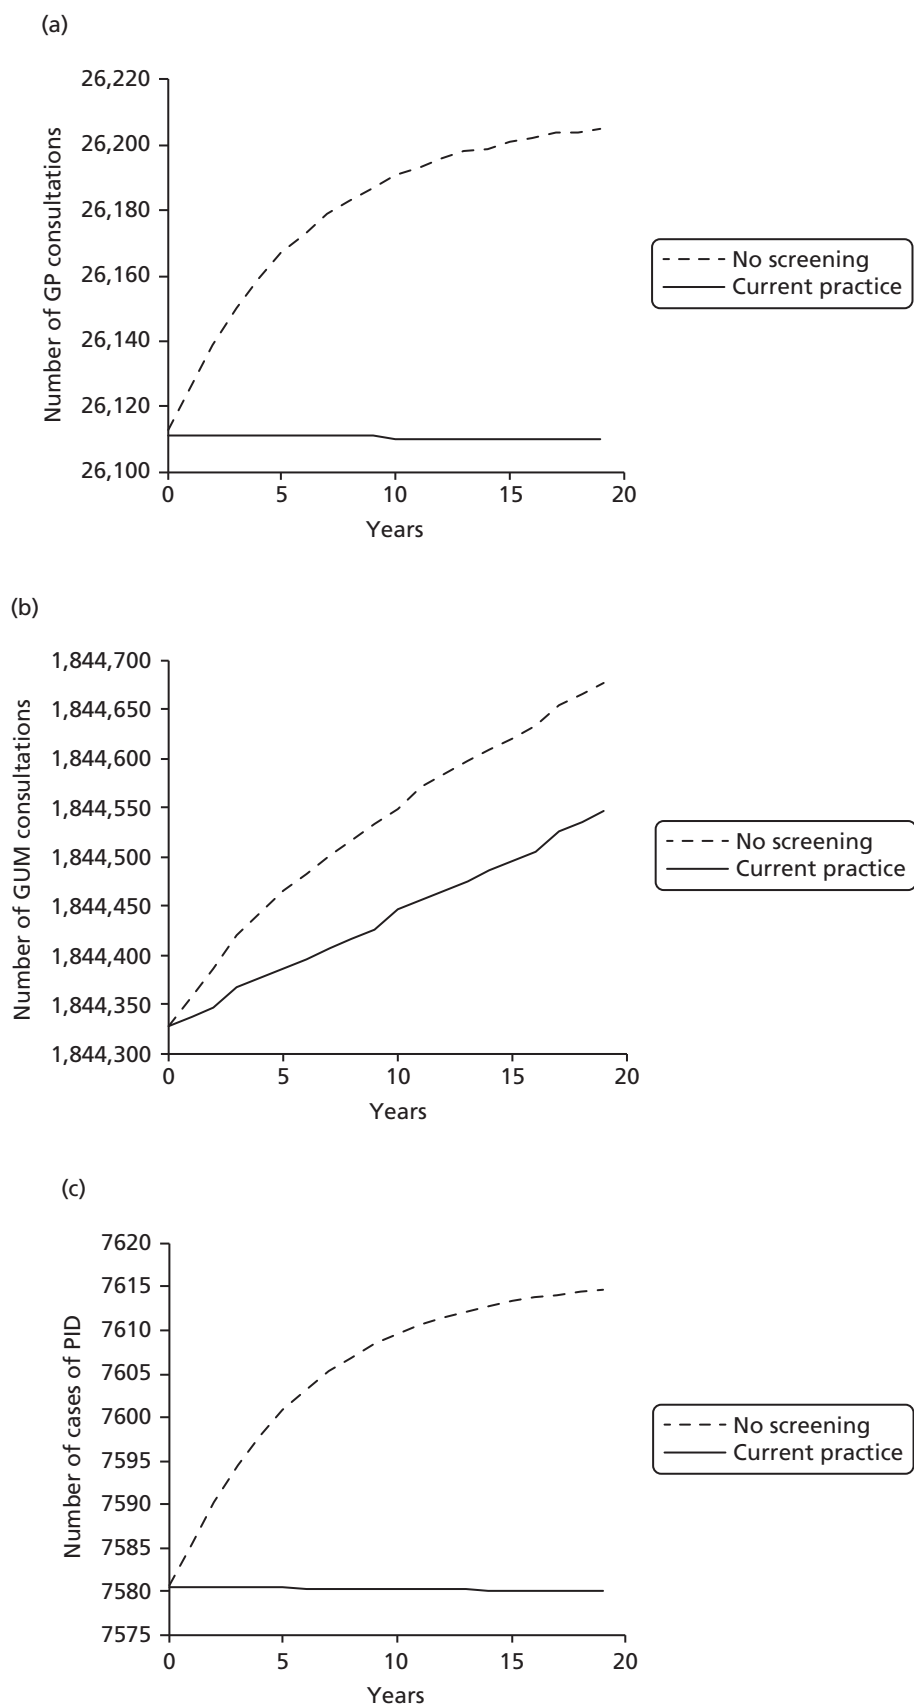 (a)
26,220
26,200
26,180
26,160
26,140
26,110
26,100
Number of GP consultations
0 5 10 15 20
Years
No screening
Current practice
(b)
1,844,700
1,844,650
1,844,600
1,844,550
1,844,500
1,844,450
1,844,400
1,844,350
1,844,300
Number of GUM consultations
0 5 10 15 20
Years
No screening
Current practice
(c)
7620
7615
7610
7605
7600
7595
7590
7585
7580
7575
Number of cases of PID
0 5 10 15 20
Years
No screening
Current practice